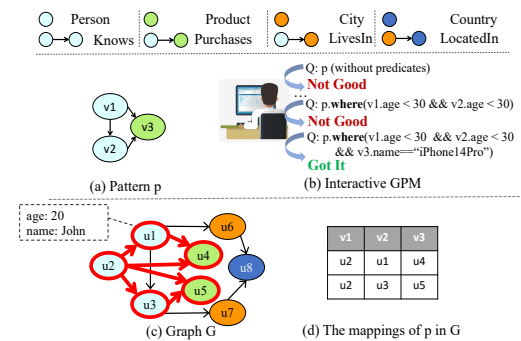 Person Product City Country
Knows Purchases LivesIn LocatedIn
Q: p (without predicates)
Not Good
...
Q: p.where(v1.age < 30 && v2.age < 30)
Not Good
Q: p.where(v1.age < 30 && v2.age < 30
&& v3.name=="iPhone14Pro")
Got It
v1
v3
v2
(a) Pattern p
(b) Interactive GPM
age: 20
name: John
u1
u6
u4
u2
u8
u5
u3
u7
(c) Graph G
v1 v2 v3
u2 u1 u4
u2 u3 u5
(d) The mappings of p in G